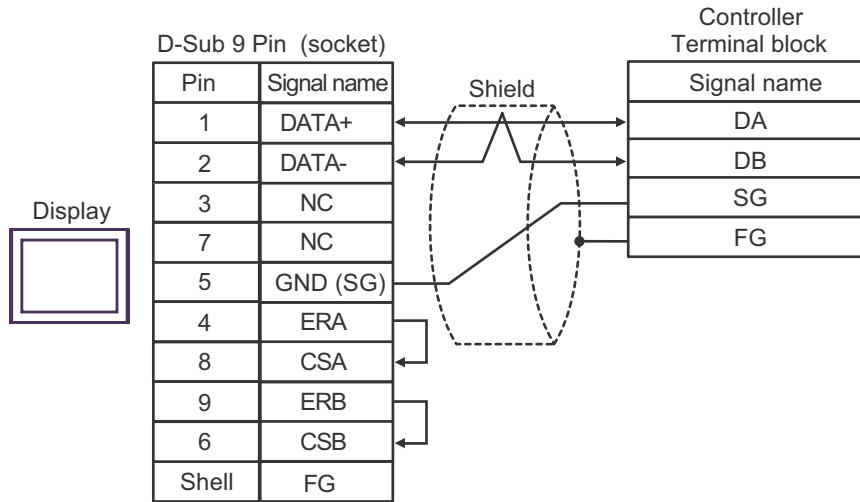 Controller
D-Sub 9 Pin (socket)
Terminal block
Pin Signal name
Shield
Signal name
1 DATA+
DA
2 DATA-
DB
3 NC
SG
Display
7 NC
FG
5 GND (SG)
4 ERA
8 CSA
9 ERB
6 CSB
Shell FG